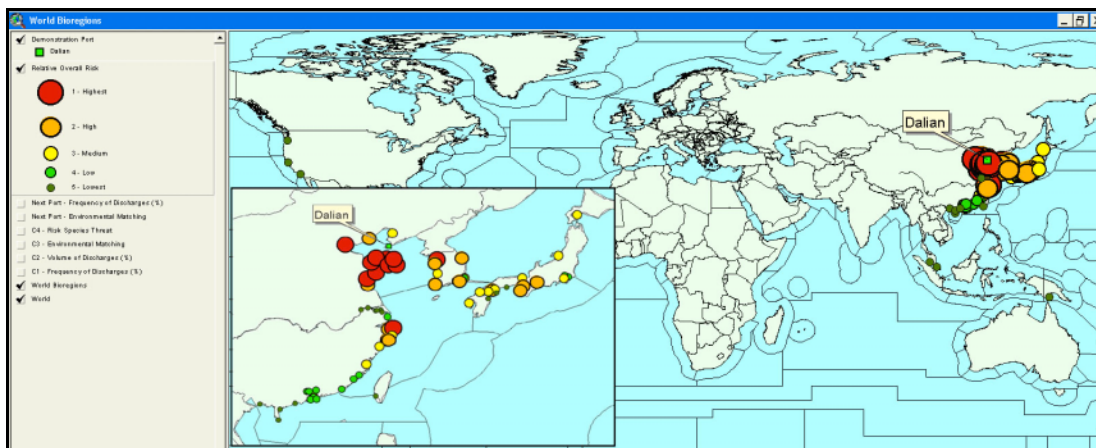 World Bioregions
Demonstration Port
Dalian
Relative Overall Risk
1 - Highest
2 - High
3 - Medium
4 - Low
5 - Lowest
Next Port - Frequency of Discharges (%)
Next Port - Environmental Matching
C4 - Risk Species Threat
C3 - Environmental Matching
C2 - Volume of Discharges (%)
C1 - Frequency of Discharges (%)
World Bioregions
World
Dalian
Dalian